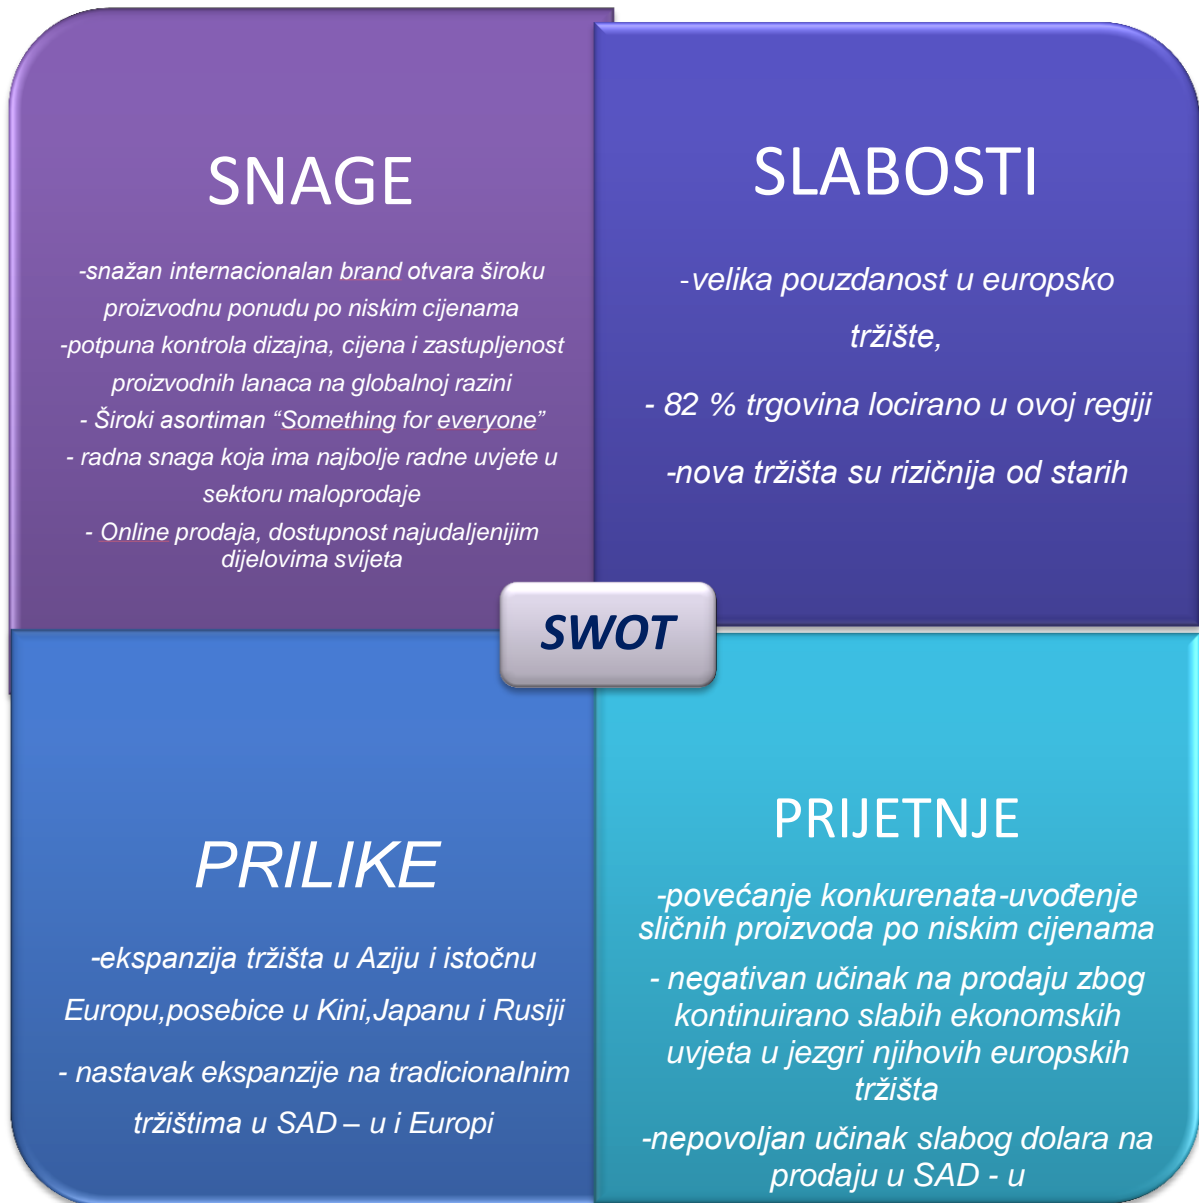 SNAGE
-snažan internacionalan brand otvara široku
proizvodnu ponudu po niskim cijenama
-potpuna kontrola dizajna, cijena i zastupljenost
proizvodnih lanaca na globalnoj razini
- Široki asortiman “Something for everyone”
- radna snaga koja ima najbolje radne uvjete u
sektoru maloprodaje
- Online prodaja, dostupnost najudaljenijim
dijelovima svijeta
SLABOSTI
-velika pouzdanost u europsko
tržište,
- 82 % trgovina locirano u ovoj regiji
-nova tržišta su rizičnija od starih
SWOT
PRILIKE
-ekspanzija tržišta u Aziju i istočnu
Europu,posebice u Kini,Japanu i Rusiji
- nastavak ekspanzije na tradicionalnim
tržištima u SAD – u i Europi
PRIJETNJE
-povećanje konkurenata-uvođenje
sličnih proizvoda po niskim cijenama
- negativan učinak na prodaju zbog
kontinuirano slabih ekonomskih
uvjeta u jezgri njihovih europskih
tržišta
-nepovoljan učinak slabog dolara na
prodaju u SAD - u